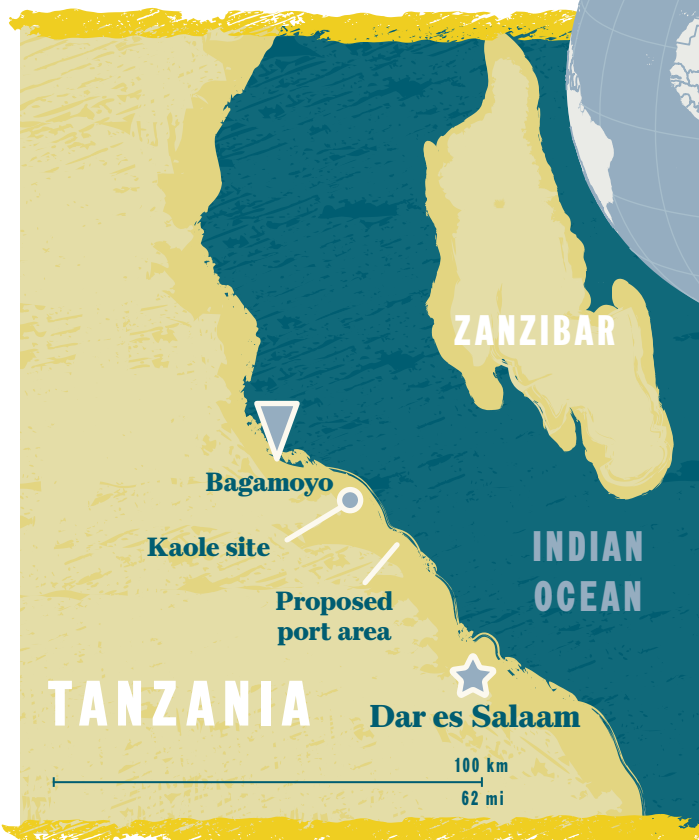 ZANZIBAR
Bagamoyo
Kaole site
INDIAN
OCEAN
Proposed
port area
TANZANIA
Dar es Salaam
100 km
62 mi